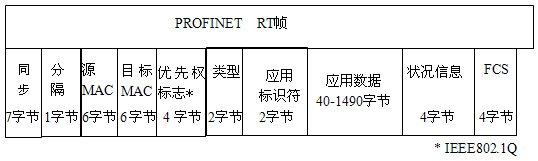 PROFINET RT帧
同步 7字节
分隔 1字节
源MAC 6字节
目标MAC 6字节
优先权标志* 4字节
类型 2字节
应用标识符 2字节
应用数据 40-1490字节
状况信息 4字节
FCS 4字节
* IEEE802.1Q